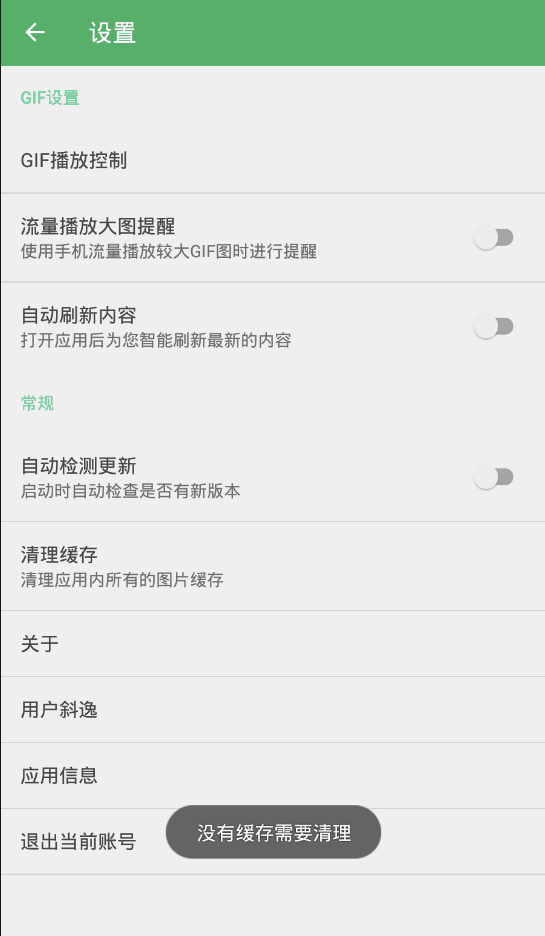 设置
GIF设置
GIF播放控制
流量播放大图提醒
使用手机流量播放较大GIF图时进行提醒
自动刷新内容
打开应用后为您智能刷新最新的内容
常规
自动检测更新
启动时自动检查是否有新版本
清理缓存
清理应用内所有的图片缓存
关于
用户斜逸
应用信息
退出当前账号
没有缓存需要清理